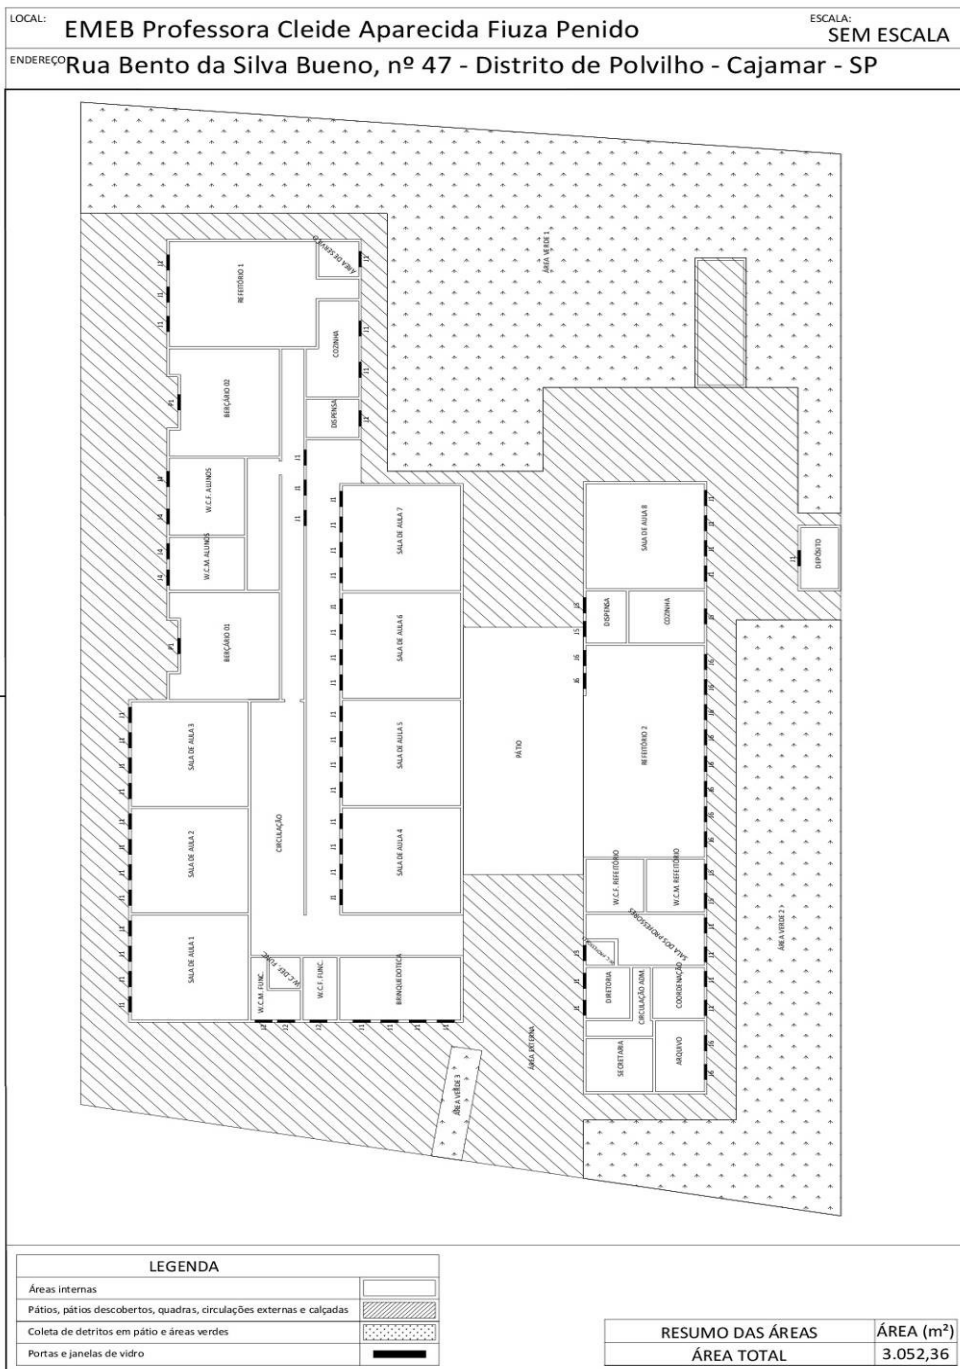 LOCAL: EMEB Professora Cleide Aparecida Fiuza Penido
ESCALA: SEM ESCALA
ENDEREÇO Rua Bento da Silva Bueno, nº 47 - Distrito de Polvilho - Cajamar - SP
ÁREA VERDE 1
ÁREA DE SERVIÇO
REFEITÓRIO 1
COZINHA
BERÇÁRIO 02
DISPENSA
W.C.F. ALUNOS
W.C.M. ALUNOS
BERÇÁRIO 01
SALA DE AULA 7
SALA DE AULA 6
SALA DE AULA 5
SALA DE AULA 4
SALA DE AULA 3
SALA DE AULA 2
SALA DE AULA 1
CIRCULAÇÃO
W.C.M. FUNC.
W.C. DEF. FUNC.
W.C.F. FUNC.
BRINQUEDOTECA
PÁTIO
SALA DE AULA 8
DEPÓSITO
DISPENSA
COZINHA
REFEITÓRIO 2
W.C.F. REFEITÓRIO
W.C.M. REFEITÓRIO
SALA DOS PROFESSORES
DIRETORIA
CIRCULAÇÃO ADM.
COORDENAÇÃO
SECRETARIA
ARQUIVO
ÁREA VERDE 2
ÁREA EXTERNA
ÁREA VERDE 3
LEGENDA
Áreas internas
Pátios, pátios descobertos, quadras, circulações externas e calçadas
Coleta de detritos em pátio e áreas verdes
Portas e janelas de vidro
RESUMO DAS ÁREAS ÁREA (m²)
ÁREA TOTAL 3.052,36